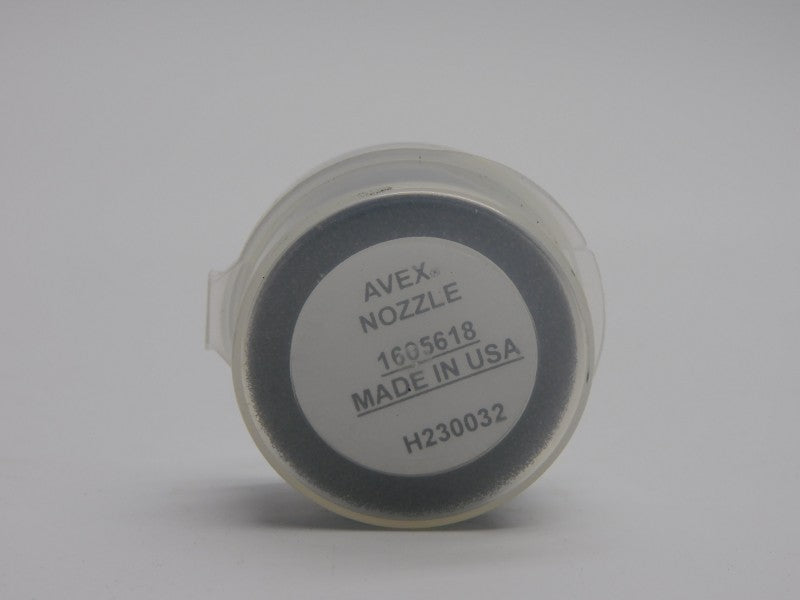 AVEX®
NOZZLE
1605618
MADE IN USA
H230032